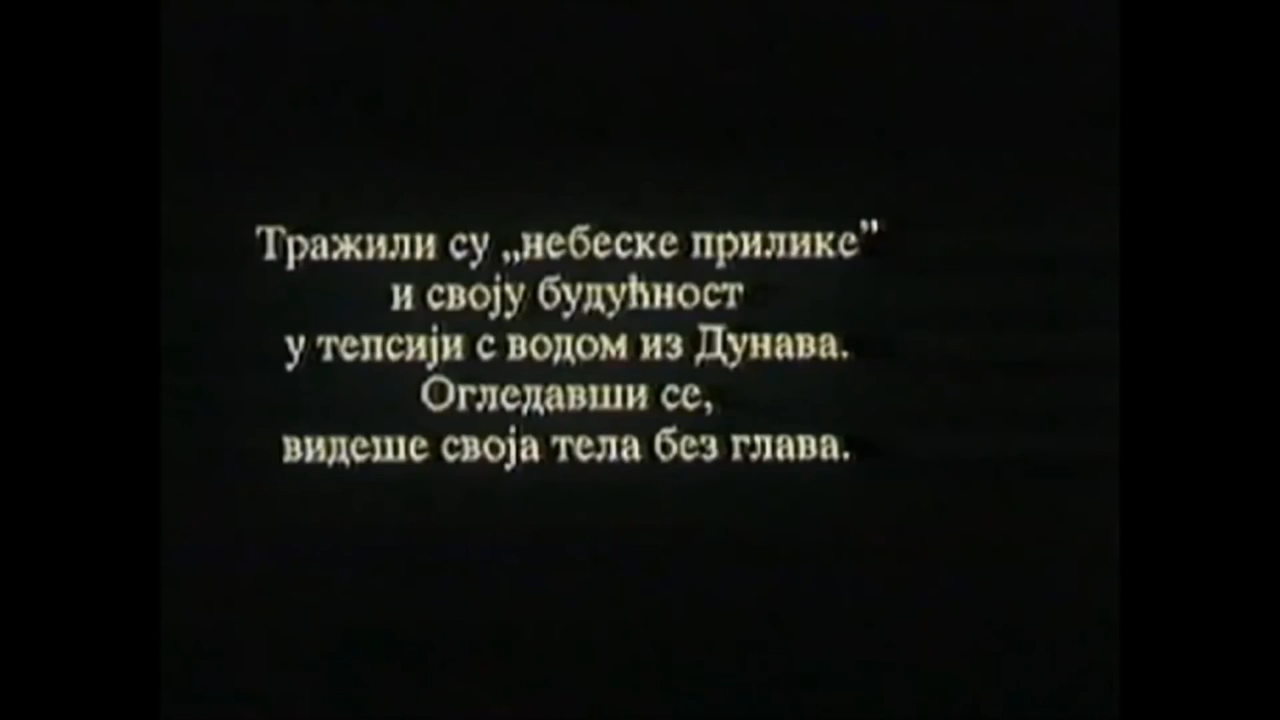 Тражили су „небеске прилике”
и своју будућност
у тепсији с водом из Дунава.
Огледавши се,
видеше своја тела без глава.